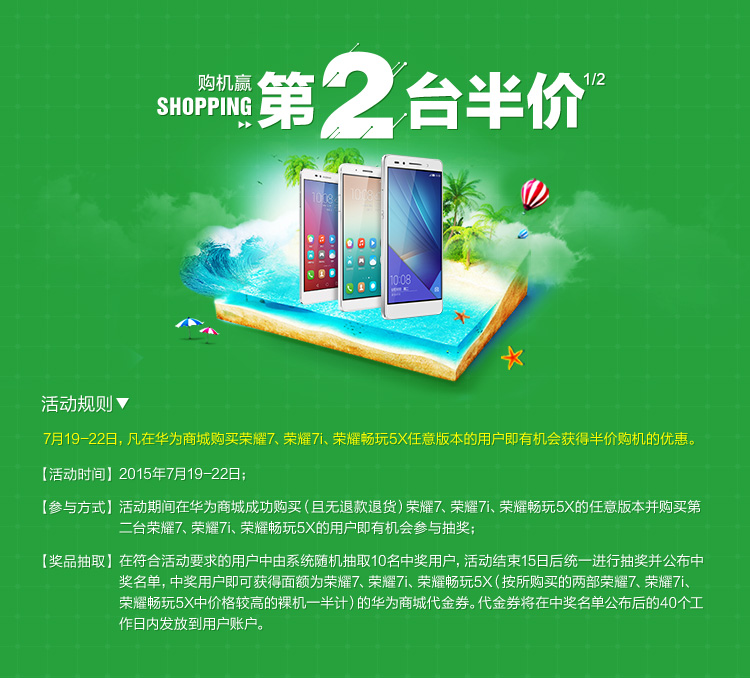 购机赢
SHOPPING
第2台半价1/2
10:08
活动规则▼
7月19-22日，凡在华为商城购买荣耀7、荣耀7i、荣耀畅玩5X任意版本的用户即有机会获得半价购机的优惠。
【活动时间】2015年7月19-22日；
【参与方式】活动期间在华为商城成功购买（且无退款退货）荣耀7、荣耀7i、荣耀畅玩5X的任意版本并购买第
二台荣耀7、荣耀7i、荣耀畅玩5X的用户即有机会参与抽奖；
【奖品抽取】在符合活动要求的用户中由系统随机抽取10名中奖用户，活动结束15日后统一进行抽奖并公布中
奖名单，中奖用户即可获得面额为荣耀7、荣耀7i、荣耀畅玩5X（按所购买的两部荣耀7、荣耀7i、
荣耀畅玩5X中价格较高的裸机一半计）的华为商城代金券。代金券将在中奖名单公布后的40个工
作日内发放到用户账户。